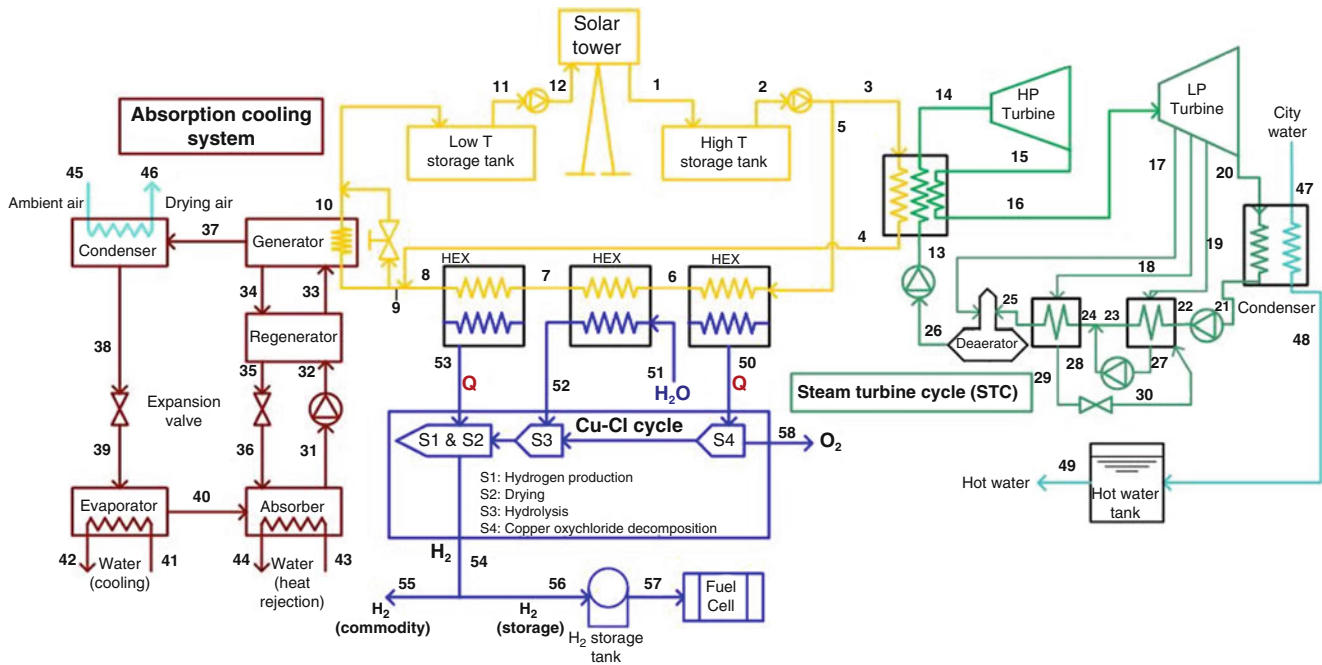 Solar
tower
11
12
1
2
3
14
HP
Turbine
LP
Turbine
City
water
Absorption cooling
system
Low T
storage tank
High T
storage tank
5
15
17
20
47
45
46
Ambient air
Drying air
10
16
37
Condenser
Generator
4
13
18
19
HEX
HEX
HEX
8
7
6
9
34
33
25
24
23
22
21
Condenser
Regenerator
26
Deaerator
28
27
48
38
35
32
53
Q
52
51
H2O
50
Q
29
30
Steam turbine cycle (STC)
Expansion
valve
Cu-Cl cycle
39
36
31
S1 & S2
S3
S4
58
O2
40
S1: Hydrogen production
S2: Drying
S3: Hydrolysis
S4: Copper oxychloride decomposition
Evaporator
Absorber
Hot water
49
Hot water
tank
42
41
44
43
Water
(cooling)
Water
(heat
rejection)
H2
54
55
56
57
Fuel
Cell
H2
(commodity)
H2
(storage)
H2 storage
tank